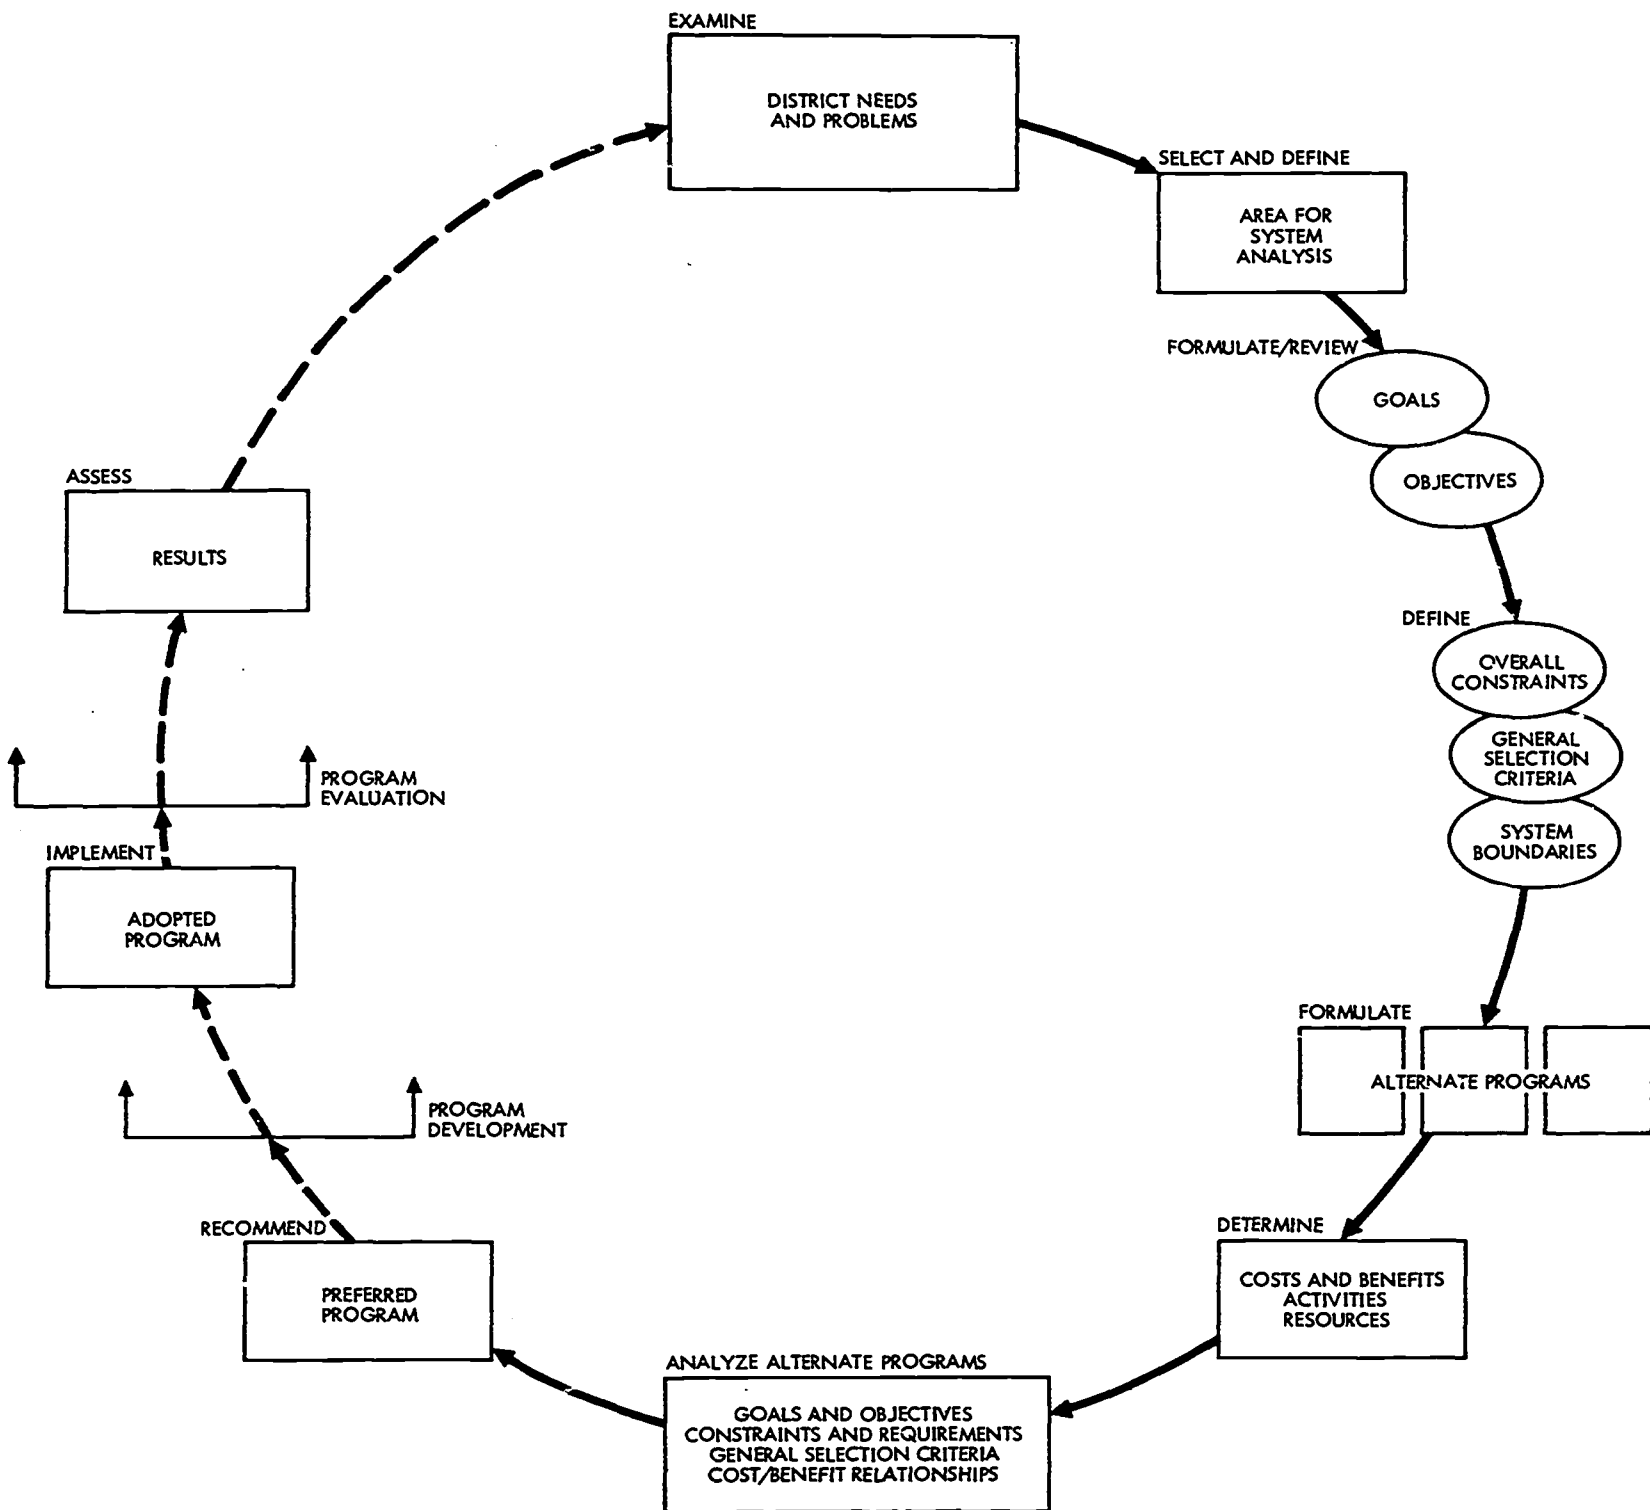 EXAMINE
DISTRICT NEEDS
AND PROBLEMS
SELECT AND DEFINE
AREA FOR
SYSTEM
ANALYSIS
FORMULATE/REVIEW
GOALS
OBJECTIVES
DEFINE
OVERALL
CONSTRAINTS
GENERAL
SELECTION
CRITERIA
SYSTEM
BOUNDARIES
FORMULATE
ALTERNATE PROGRAMS
DETERMINE
COSTS AND BENEFITS
ACTIVITIES
RESOURCES
ANALYZE ALTERNATE PROGRAMS
GOALS AND OBJECTIVES
CONSTRAINTS AND REQUIREMENTS
GENERAL SELECTION CRITERIA
COST/BENEFIT RELATIONSHIPS
RECOMMEND
PREFERRED
PROGRAM
PROGRAM
DEVELOPMENT
IMPLEMENT
ADOPTED
PROGRAM
PROGRAM
EVALUATION
ASSESS
RESULTS